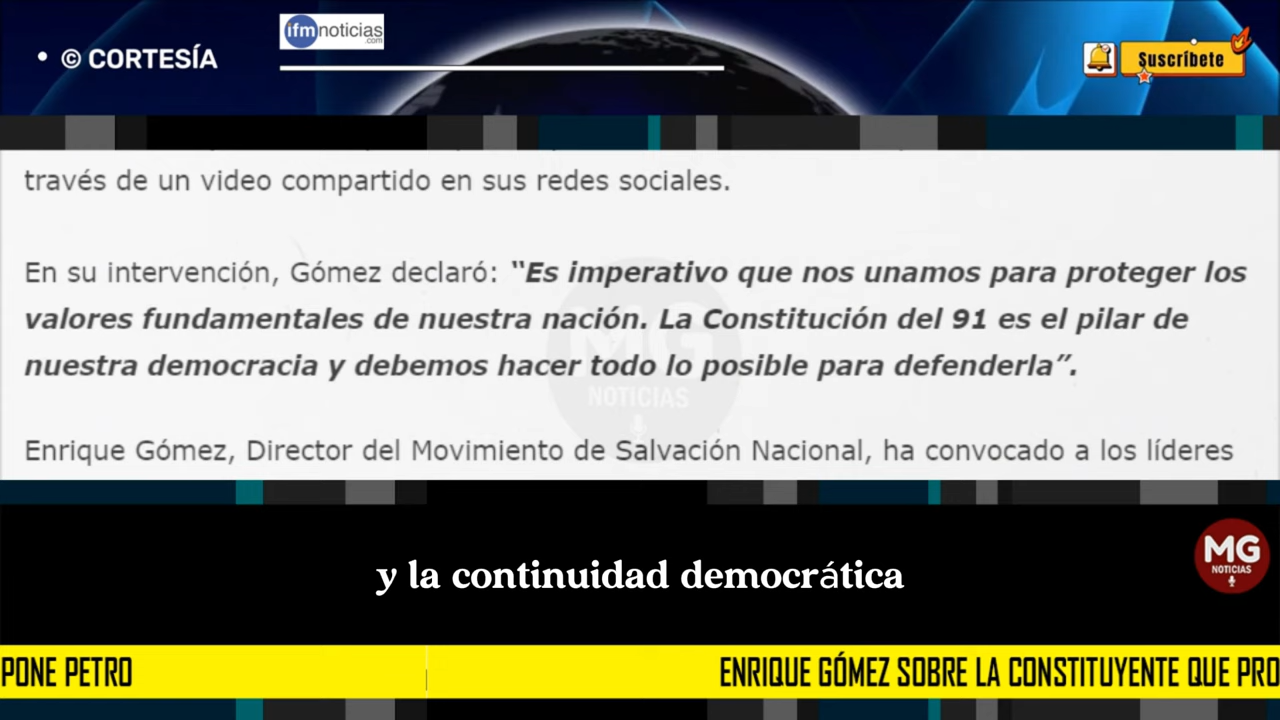 • © CORTESÍA
ifmnoticias
.com
Suscríbete
través de un video compartido en sus redes sociales.
En su intervención, Gómez declaró: “Es imperativo que nos unamos para proteger los
valores fundamentales de nuestra nación. La Constitución del 91 es el pilar de
nuestra democracia y debemos hacer todo lo posible para defenderla”.
MG
NOTICIAS
Enrique Gómez, Director del Movimiento de Salvación Nacional, ha convocado a los líderes
y la continuidad democrática
MG
NOTICIAS
PONE PETRO
ENRIQUE GÓMEZ SOBRE LA CONSTITUYENTE QUE PRO